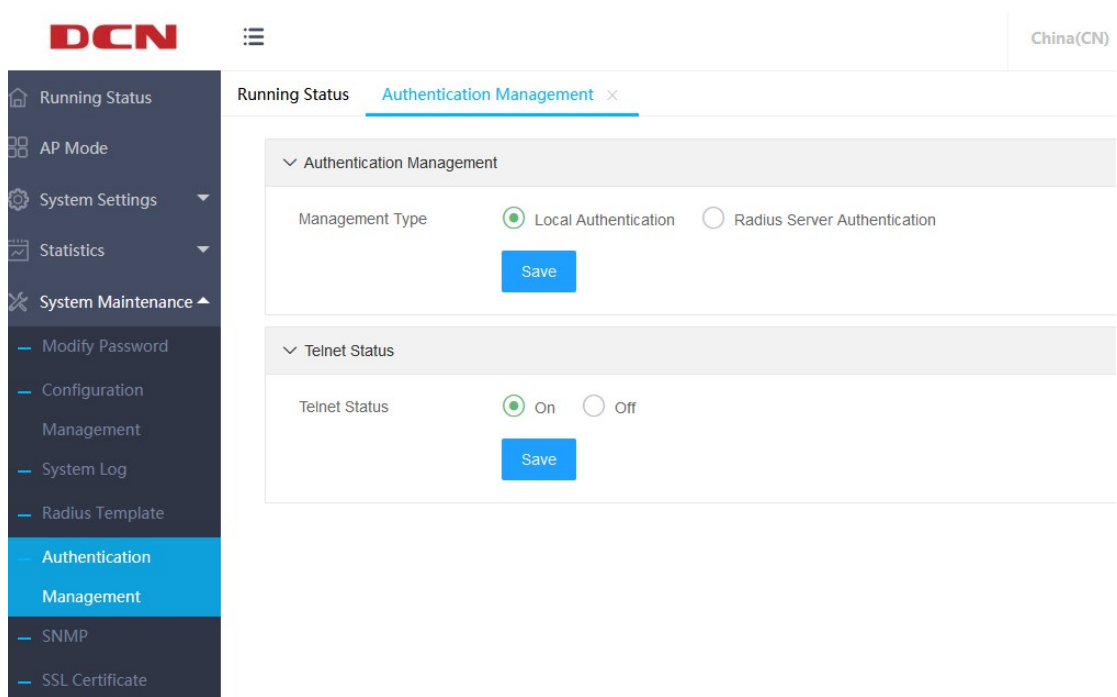 DCN
China(CN)
Running Status
AP Mode
System Settings
Statistics
System Maintenance
Modify Password
Configuration
Management
System Log
Radius Template
Authentication
Management
SNMP
SSL Certificate
Running Status Authentication Management ×
Authentication Management
Management Type Local Authentication Radius Server Authentication
Save
Telnet Status
Telnet Status On Off
Save